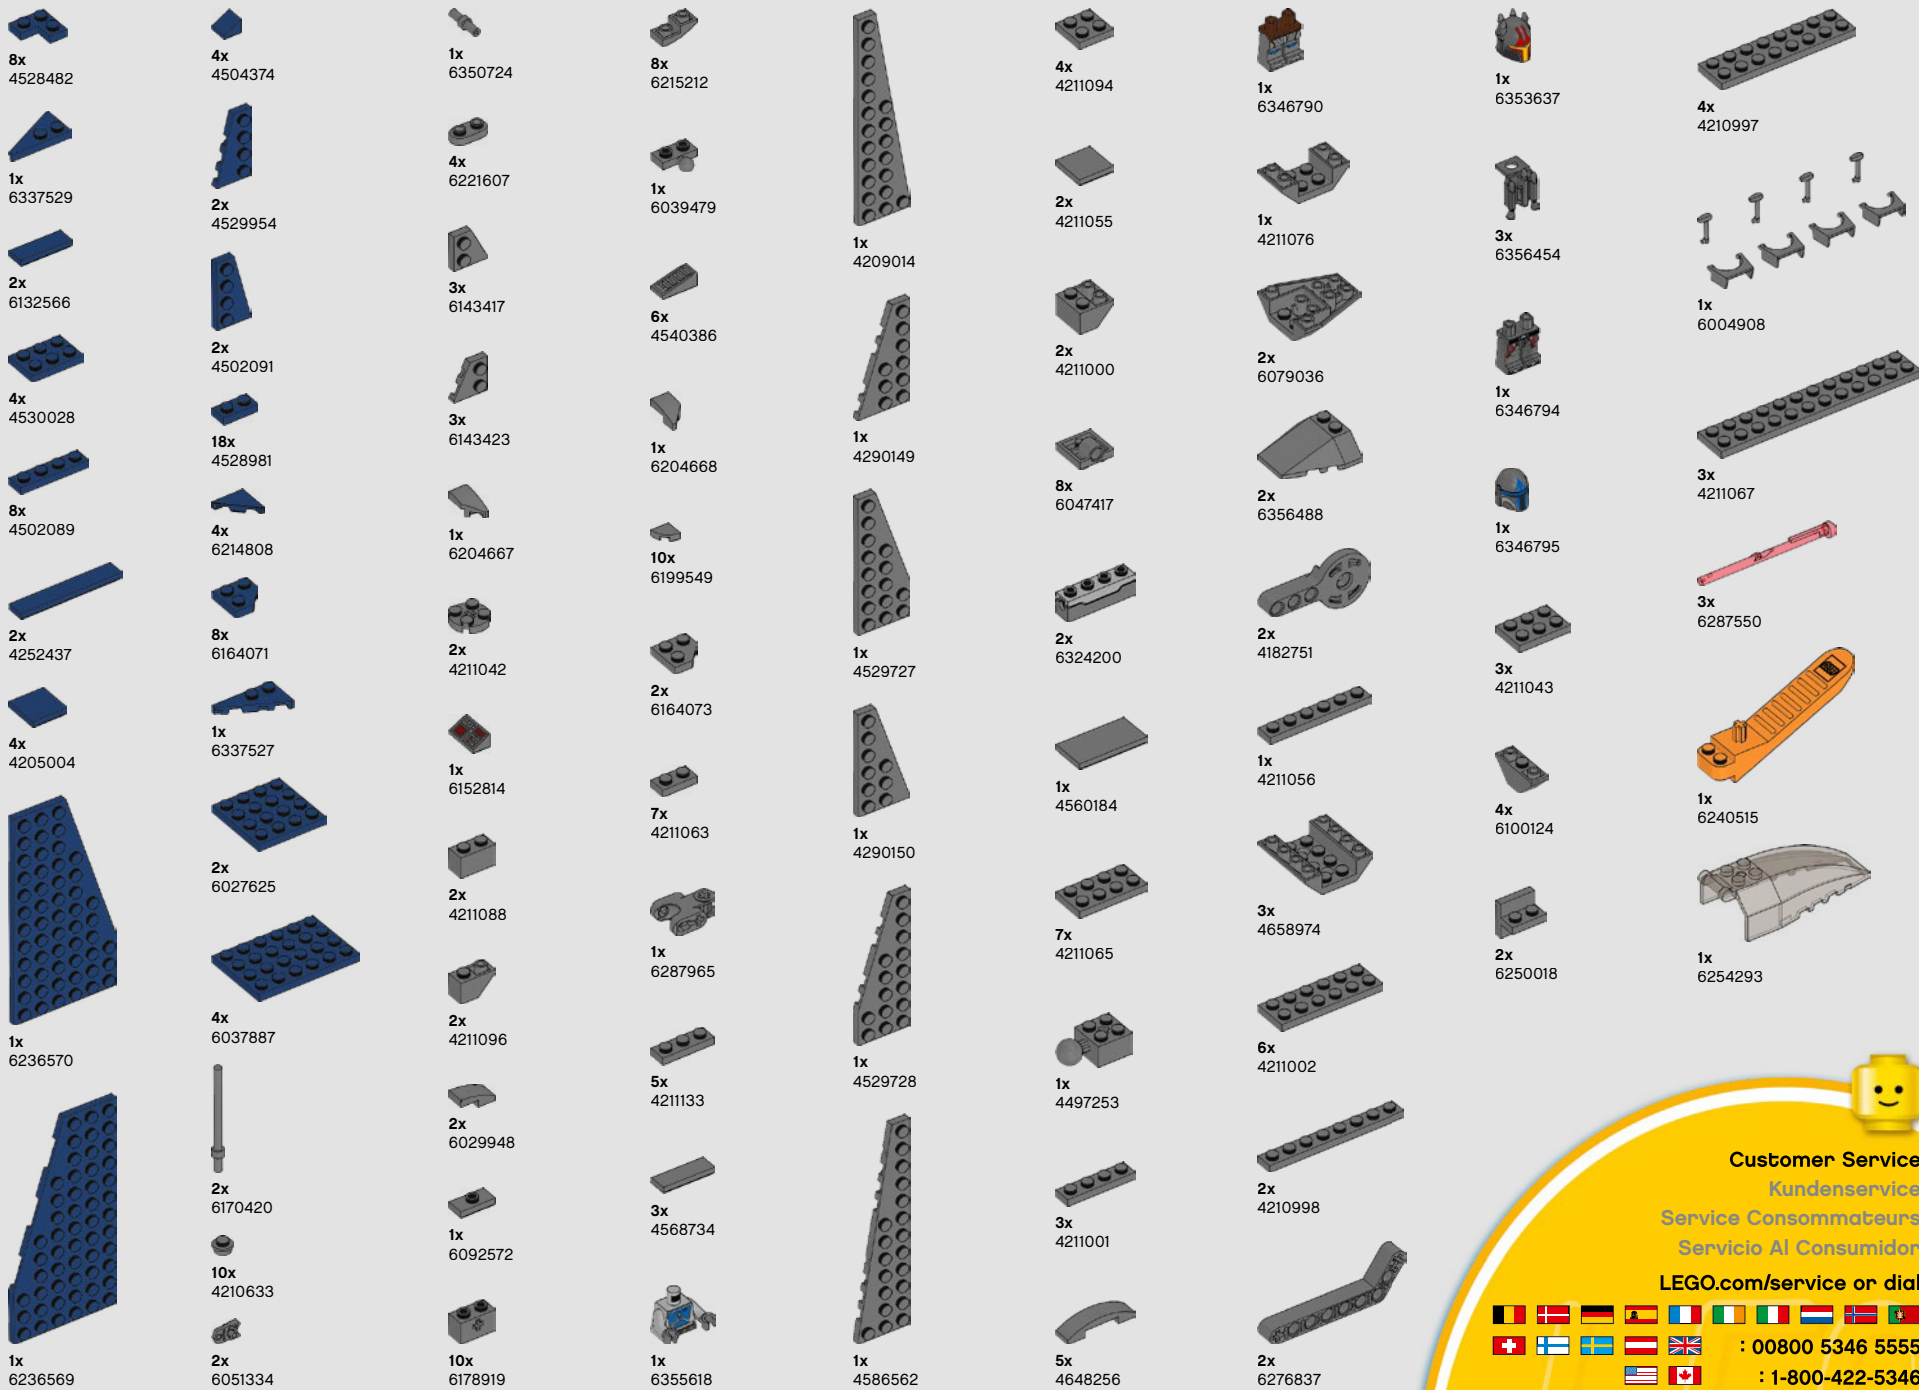 8x
4528482
1x
6337529
2x
6132566
4x
4530028
8x
4502089
2x
4252437
4x
4205004
1x
6236570
1x
6236569
4x
4504374
2x
4529954
2x
4502091
18x
4528981
4x
6214808
8x
6164071
1x
6337527
2x
6027625
4x
6037887
2x
6170420
10x
4210633
2x
6051334
1x
6350724
4x
6221607
3x
6143417
3x
6143423
1x
6204667
2x
4211042
1x
6152814
2x
4211088
2x
4211096
2x
6029948
1x
6092572
10x
6178919
8x
6215212
1x
6039479
6x
4540386
1x
6204668
10x
6199549
2x
6164073
7x
4211063
1x
6287965
5x
4211133
3x
4568734
1x
6355618
1x
4209014
1x
4290149
1x
4529727
1x
4290150
1x
4529728
1x
4586562
4x
4211094
2x
4211055
2x
4211000
8x
6047417
2x
6324200
1x
4560184
7x
4211065
1x
4497253
3x
4211001
5x
4648256
1x
6346790
1x
4211076
2x
6079036
2x
6356488
2x
4182751
1x
4211056
3x
4658974
6x
4211002
2x
4210998
2x
6276837
1x
6353637
3x
6356454
1x
6346794
1x
6346795
3x
4211043
4x
6100124
2x
6250018
4x
4210997
1x
6004908
3x
4211067
3x
6287550
1x
6240515
1x
6254293
Customer Service
Kundenservice
Service Consommateurs
Servicio Al Consumidor
LEGO.com/service or dial
: 00800 5346 5555
: 1-800-422-5346